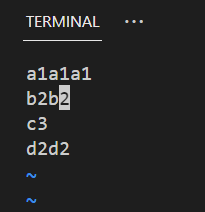 TERMINAL ...
a1a1a1
b2b2
c3
d2d2
~
~